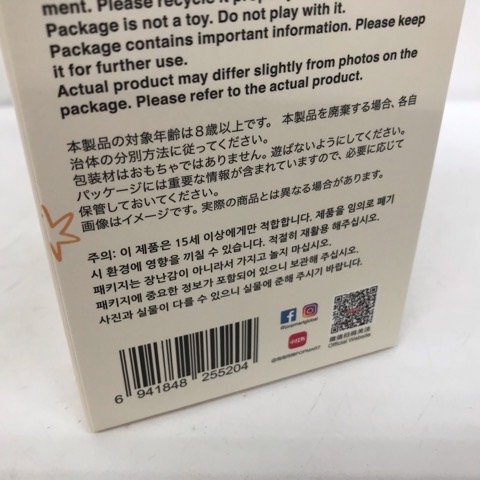 ment. Please recycle it
Package is not a toy. Do not play with it.
Package contains important information. Please keep
it for further use.
Actual product may differ slightly from photos on the
package. Please refer to the actual product.
本製品の対象年齢は8歳以上です。 本製品を廃棄する場合、各自
治体の分別方法に従ってください。
包装材はおもちゃではありません。遊ばないようにしてください。
パッケージには重要な情報が含まれていますので、必要に応じて
保管しておいてください。
画像はイメージです。実際の商品とは異なる場合があります。
주의: 이 제품은 15세 이상에게만 적합합니다. 제품을 임의로 폐기
시 환경에 영향을 끼칠 수 있습니다. 적절히 재활용 해주십시오.
패키지는 장난감이 아니라서 가지고 놀지 마십시오.
패키지에 중요한 정보가 포함되어 있으니 보관해 주십시오.
사진과 실물이 다를 수 있으니 실물에 준해 주시기 바랍니다.
@popmartglobal
小红书
@泡泡玛特POPMART
Official Website
6 941848 255204